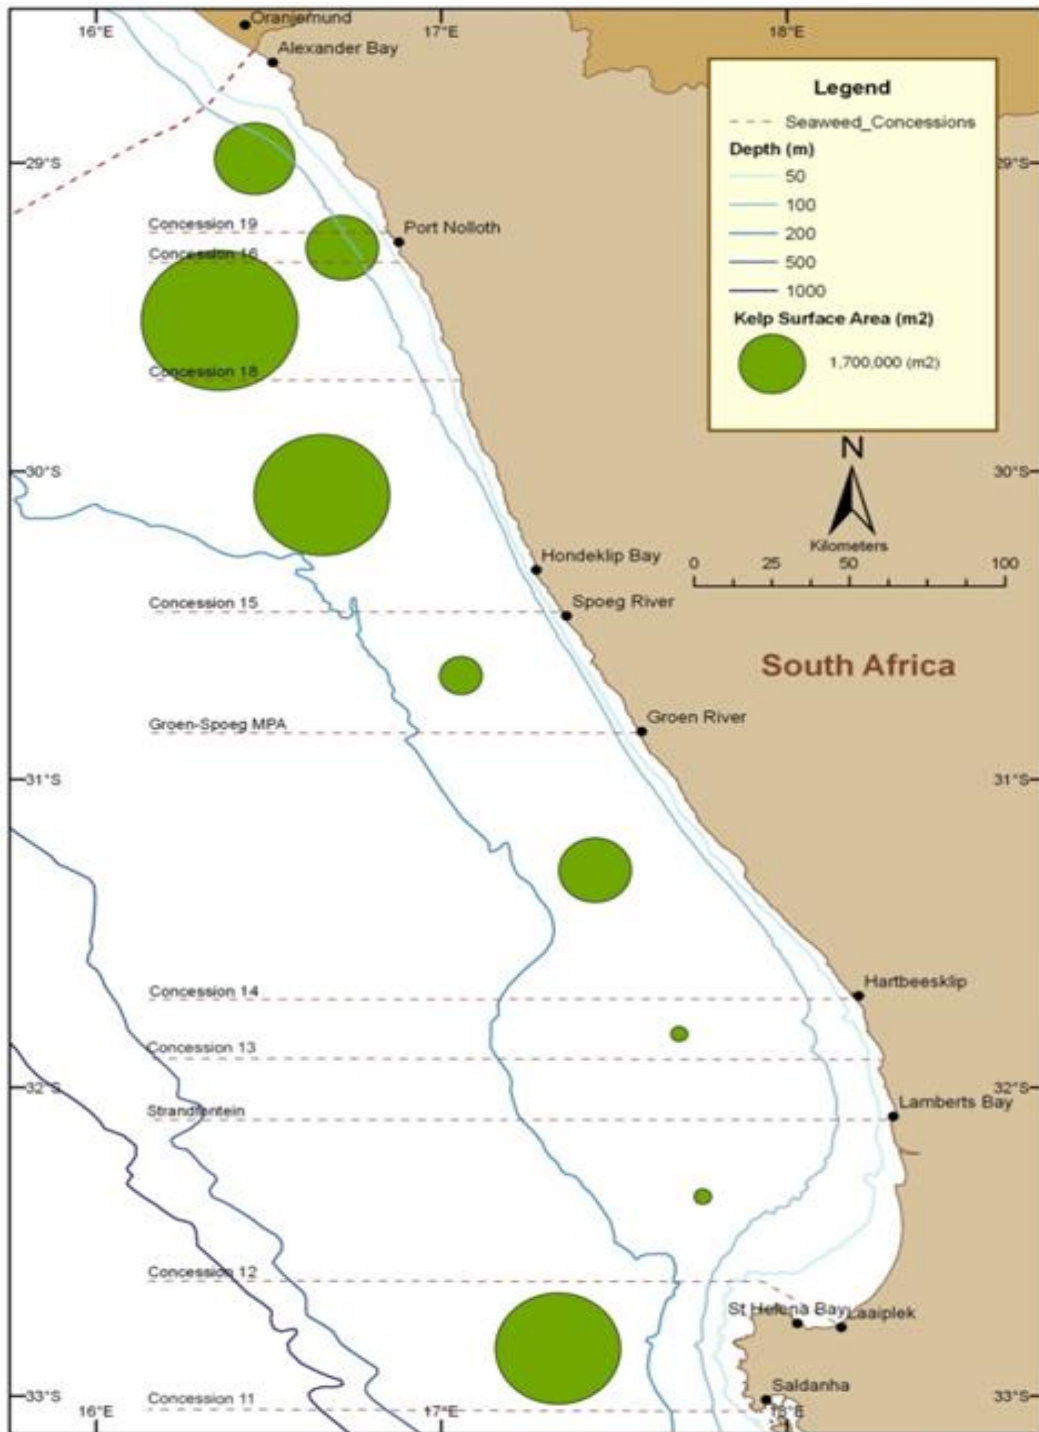 16°E 17°E 18°E
Oranjemund
Alexander Bay
Legend
Seaweed_Concessions
Depth (m)
50
100
200
500
1000
Kelp Surface Area (m2)
1,700,000 (m2)
29°S 29°S
Concession 19
Port Nolloth
Concession 16
Concession 18
N
30°S 30°S
Kilometers
0 25 50 100
Hondeklip Bay
Concession 15
Spoeg River
South Africa
Groen-Spoeg MPA
Groen River
31°S 31°S
Concession 14
Hartbeesklip
Concession 13
32°S 32°S
Strandfontein
Lamberts Bay
Concession 12
St Helena Bay
Laaiplek
Saldanha
33°S 33°S
Concession 11
16°E 17°E 18°E